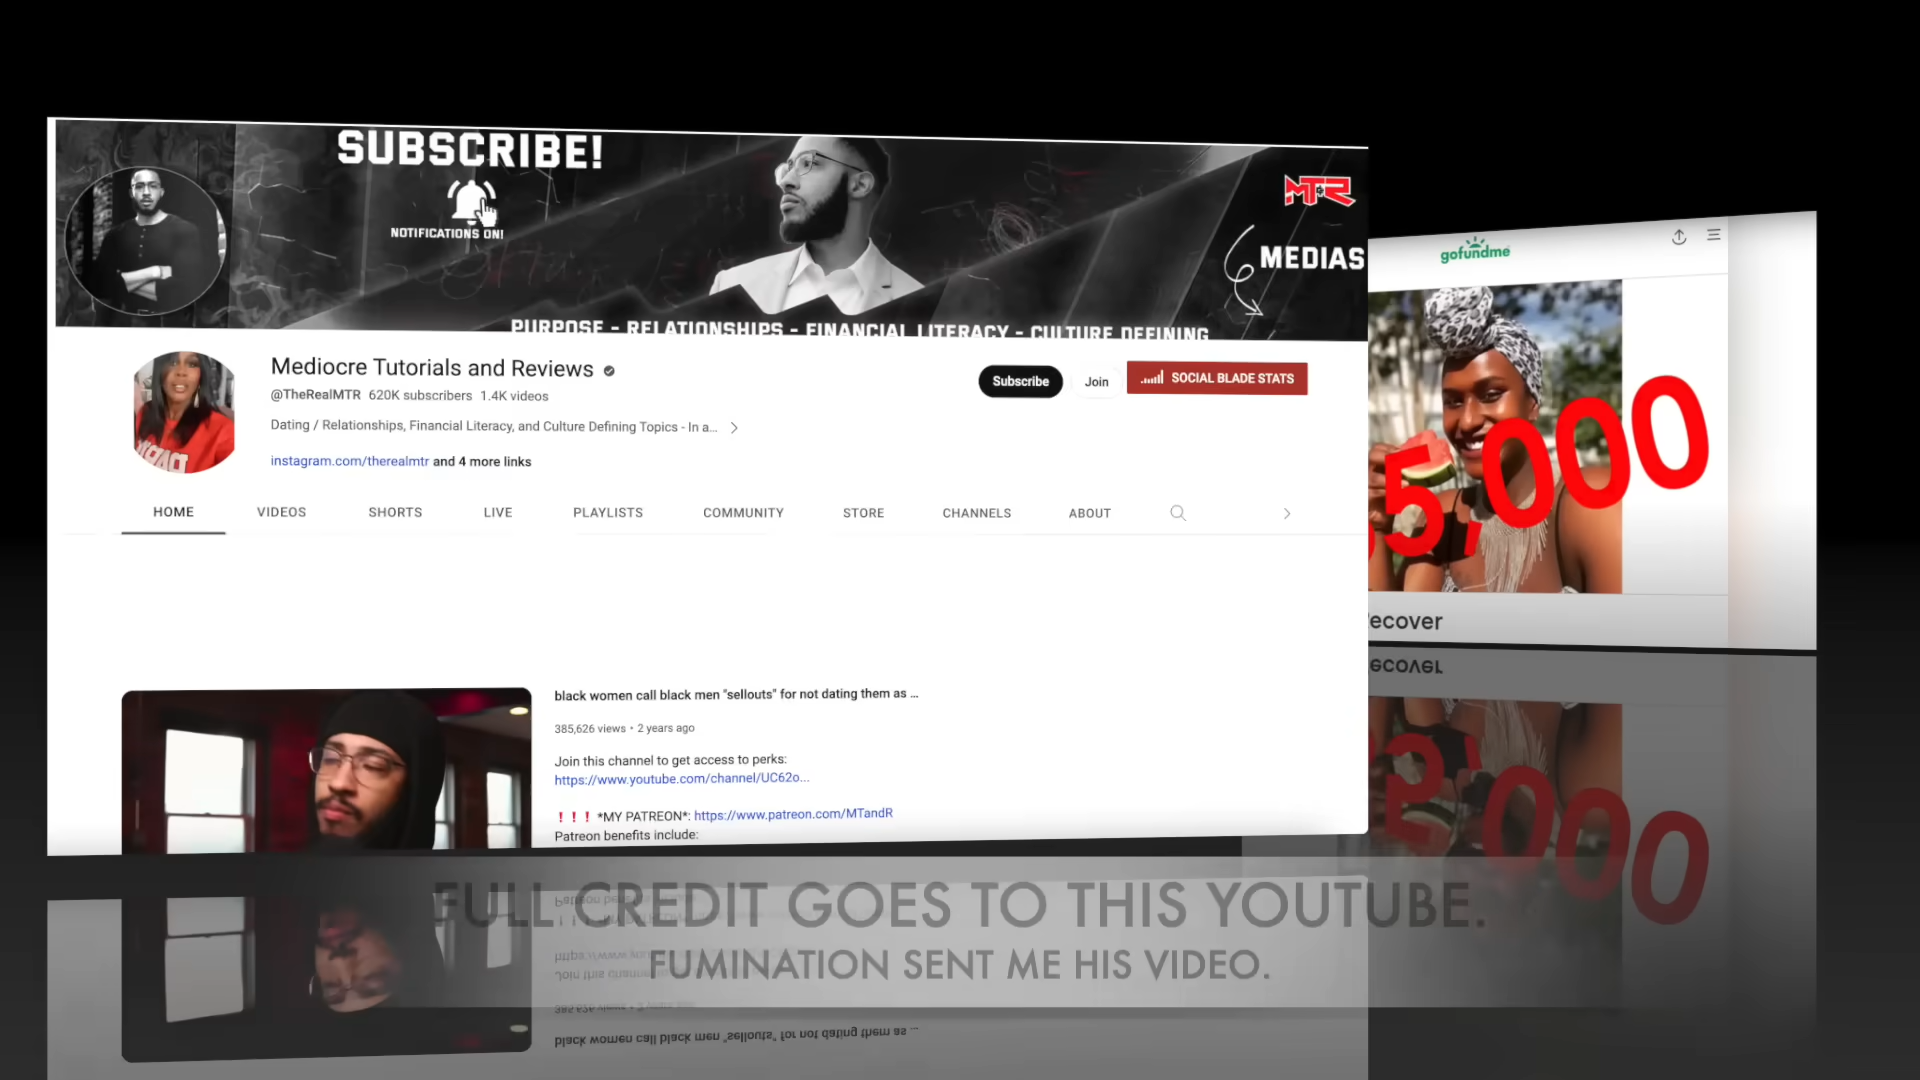 SUBSCRIBE!
NOTIFICATIONS ON!
MT&R
MEDIAS
PURPOSE - RELATIONSHIPS - FINANCIAL LITERACY - CULTURE DEFINING
Mediocre Tutorials and Reviews
@TheRealMTR 620K subscribers 1.4K videos
Dating / Relationships, Financial Literacy, and Culture Defining Topics - In a...
instagram.com/therealmtr and 4 more links
Subscribe
Join
SOCIAL BLADE STATS
HOME VIDEOS SHORTS LIVE PLAYLISTS COMMUNITY STORE CHANNELS ABOUT
black women call black men "sellouts" for not dating them as ...
385,626 views • 2 years ago
Join this channel to get access to perks:
https://www.youtube.com/channel/UC62o...
❗❗❗*MY PATREON*: https://www.patreon.com/MTandR
Patreon benefits include:
gofundme
5,000
ecover
FULL CREDIT GOES TO THIS YOUTUBE.
FUMINATION SENT ME HIS VIDEO.